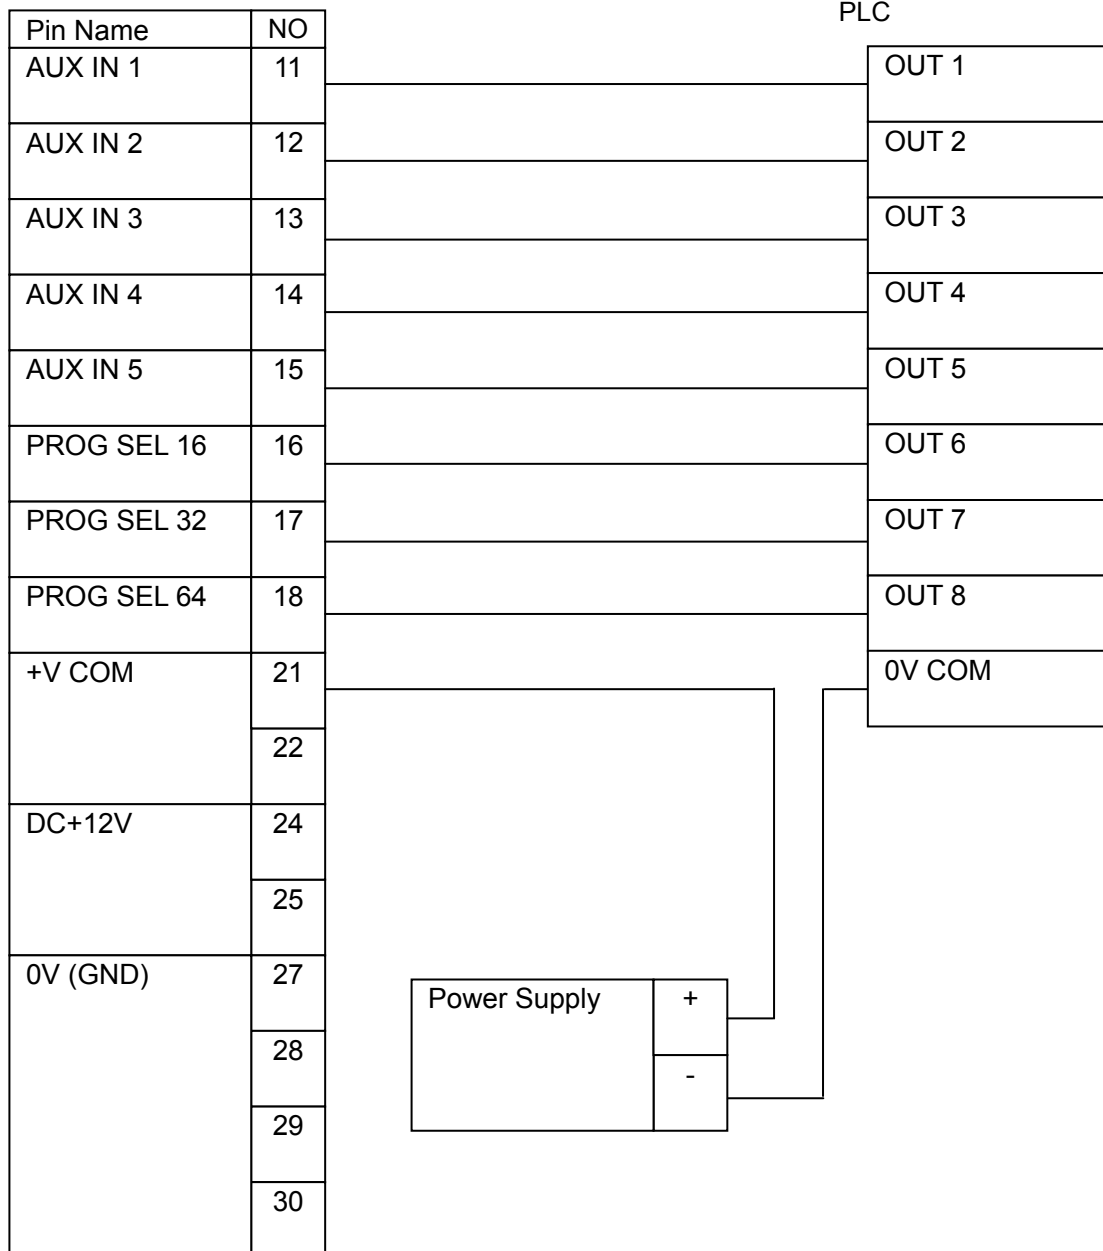 PLC
Pin Name NO
AUX IN 1 11 OUT 1
AUX IN 2 12 OUT 2
AUX IN 3 13 OUT 3
AUX IN 4 14 OUT 4
AUX IN 5 15 OUT 5
PROG SEL 16 16 OUT 6
PROG SEL 32 17 OUT 7
PROG SEL 64 18 OUT 8
+V COM 21 0V COM
22
DC+12V 24
25
0V (GND) 27
Power Supply +
28
-
29
30